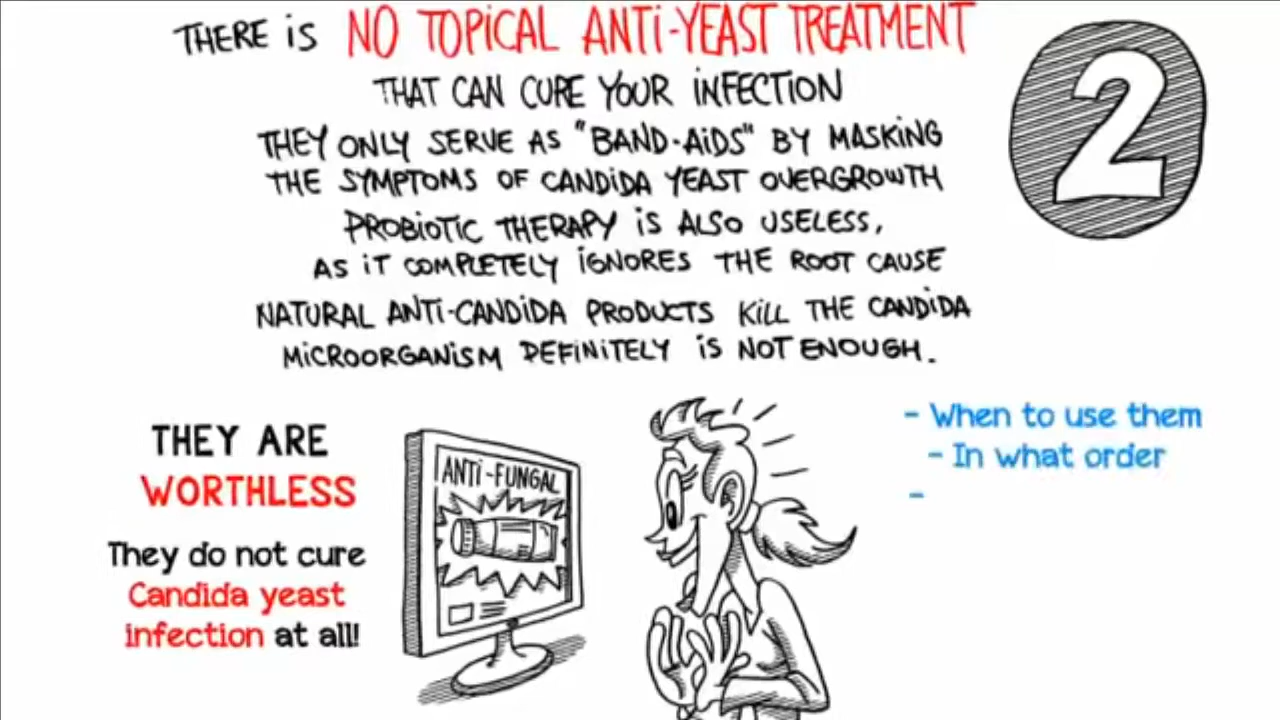 THERE iS NO TOPiCAL ANTi-YEAST TREATMENT
THAT CAN CURE YOUR iNFECTiON
THEY ONLY SERVE AS "BAND-AiDS" BY MASKiNG
THE SYMPTOMS OF CANDiDA YEAST OVERGROWTH
PROBiOTiC THERAPY iS ALSO USELESS,
AS iT COMPLETELY iGNORES THE ROOT CAUSE
NATURAL ANTi-CANDiDA PRODUCTS KiLL THE CANDiDA
MiCROORGANiSM DEFiNiTELY iS NOT ENOUGH.
2
THEY ARE
WORTHLESS
They do not cure
Candida yeast
infection at all!
ANTi-FUNGAL
- When to use them
- In what order
-